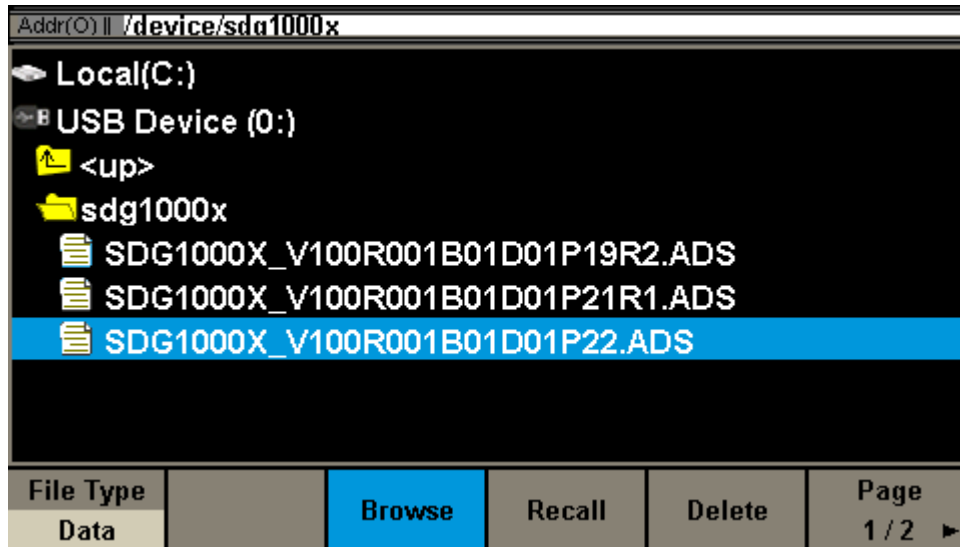 Addr(O) /device/sdg1000x
Local(C:)
USB Device (0:)
<up>
sdg1000x
SDG1000X_V100R001B01D01P19R2.ADS
SDG1000X_V100R001B01D01P21R1.ADS
SDG1000X_V100R001B01D01P22.ADS
File Type
Data
Browse
Recall
Delete
Page
1/2